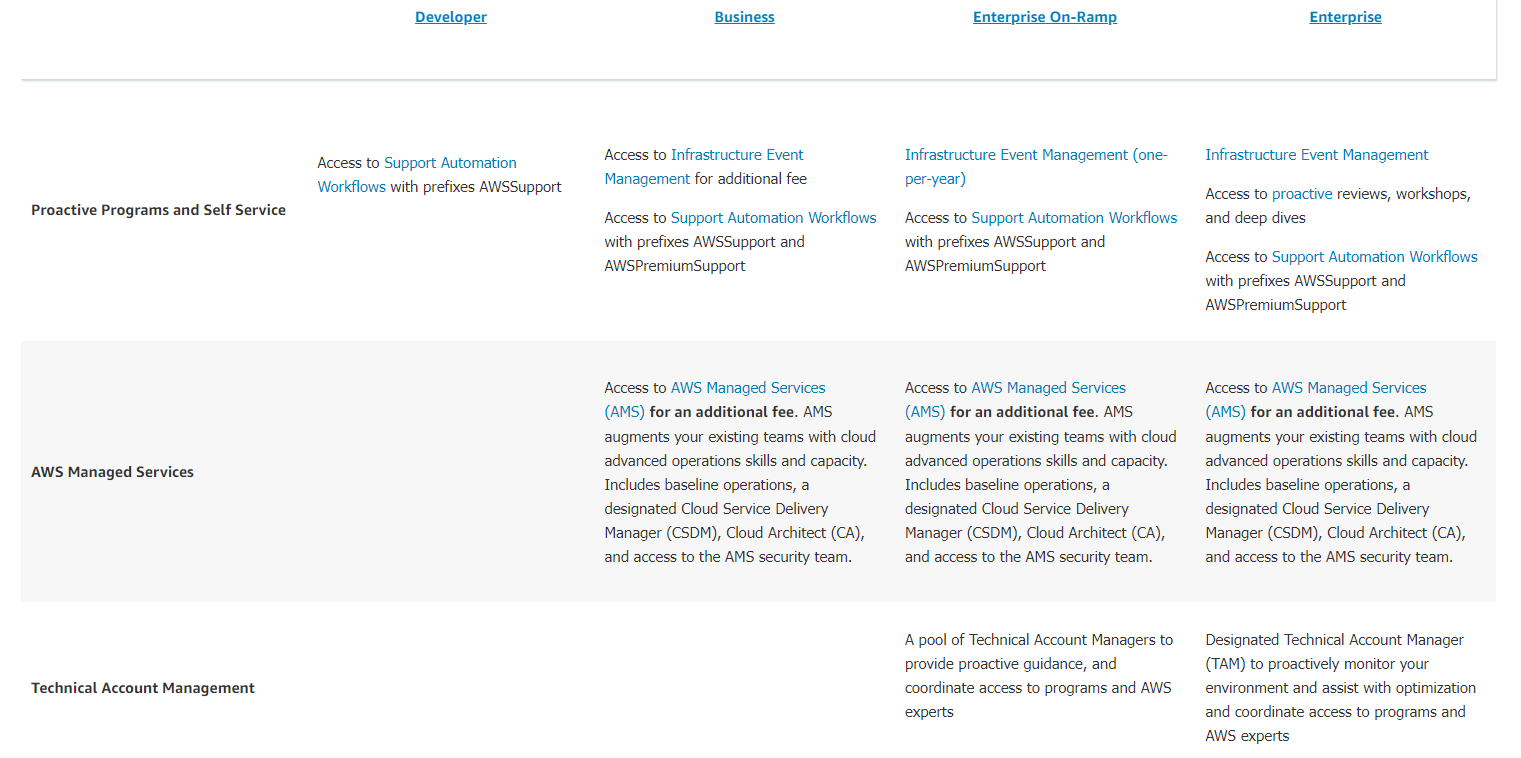 Developer
Business
Enterprise On-Ramp
Enterprise
Proactive Programs and Self Service
Access to Support Automation
Workflows with prefixes AWSSupport
Access to Infrastructure Event
Management for additional fee
Access to Support Automation Workflows
with prefixes AWSSupport and
AWSPremiumSupport
Infrastructure Event Management (one-
per-year)
Access to Support Automation Workflows
with prefixes AWSSupport and
AWSPremiumSupport
Infrastructure Event Management
Access to proactive reviews, workshops,
and deep dives
Access to Support Automation Workflows
with prefixes AWSSupport and
AWSPremiumSupport
AWS Managed Services
Access to AWS Managed Services
(AMS) for an additional fee. AMS
augments your existing teams with cloud
advanced operations skills and capacity.
Includes baseline operations, a
designated Cloud Service Delivery
Manager (CSDM), Cloud Architect (CA),
and access to the AMS security team.
Access to AWS Managed Services
(AMS) for an additional fee. AMS
augments your existing teams with cloud
advanced operations skills and capacity.
Includes baseline operations, a
designated Cloud Service Delivery
Manager (CSDM), Cloud Architect (CA),
and access to the AMS security team.
Access to AWS Managed Services
(AMS) for an additional fee. AMS
augments your existing teams with cloud
advanced operations skills and capacity.
Includes baseline operations, a
designated Cloud Service Delivery
Manager (CSDM), Cloud Architect (CA),
and access to the AMS security team.
Technical Account Management
A pool of Technical Account Managers to
provide proactive guidance, and
coordinate access to programs and AWS
experts
Designated Technical Account Manager
(TAM) to proactively monitor your
environment and assist with optimization
and coordinate access to programs and
AWS experts